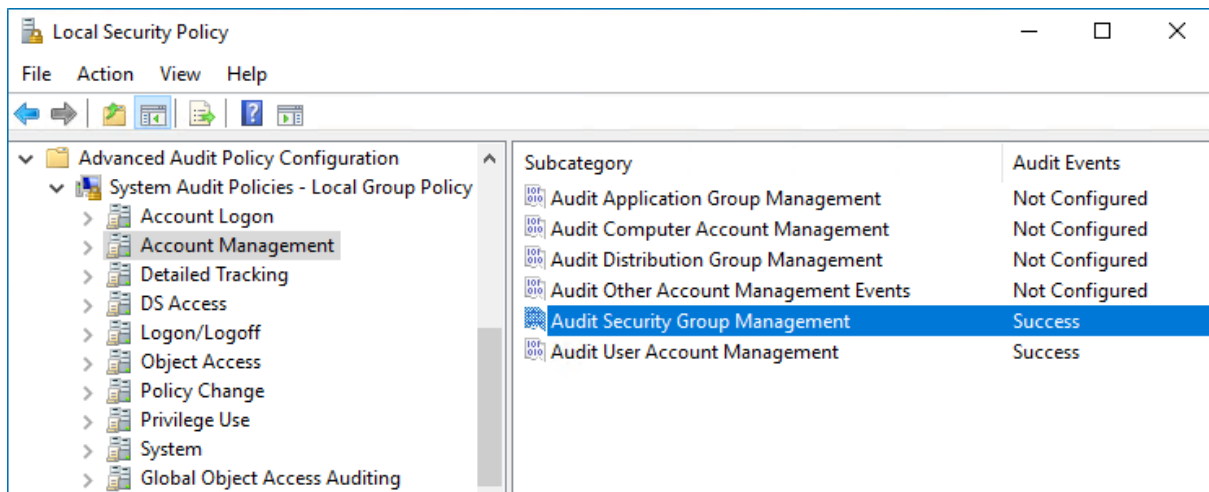 Local Security Policy
File Action View Help
Advanced Audit Policy Configuration
System Audit Policies - Local Group Policy
Account Logon
Account Management
Detailed Tracking
DS Access
Logon/Logoff
Object Access
Policy Change
Privilege Use
System
Global Object Access Auditing
Subcategory Audit Events
Audit Application Group Management Not Configured
Audit Computer Account Management Not Configured
Audit Distribution Group Management Not Configured
Audit Other Account Management Events Not Configured
Audit Security Group Management Success
Audit User Account Management Success